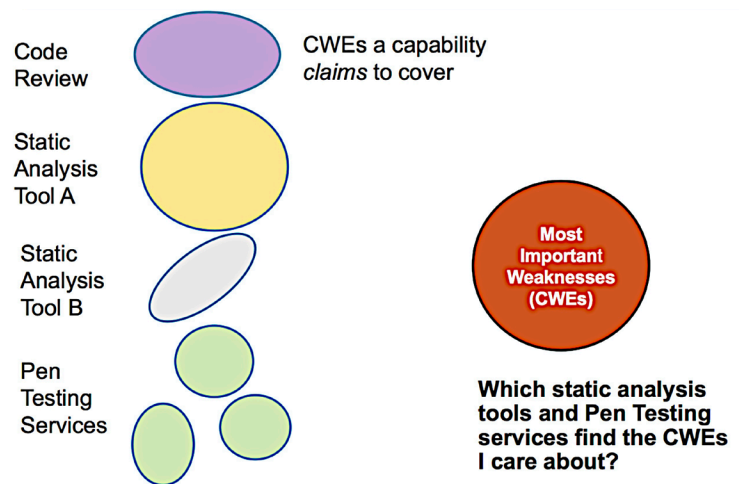 Code
Review
CWEs a capability
claims to cover
Static
Analysis
Tool A
Static
Analysis
Tool B
Most
Important
Weaknesses
(CWEs)
Pen
Testing
Services
Which static analysis
tools and Pen Testing
services find the CWEs
I care about?